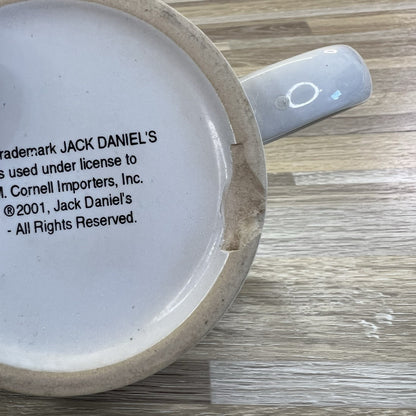 rademark JACK DANIEL'S
s used under license to
M. Cornell Importers, Inc.
®2001, Jack Daniel's
- All Rights Reserved.